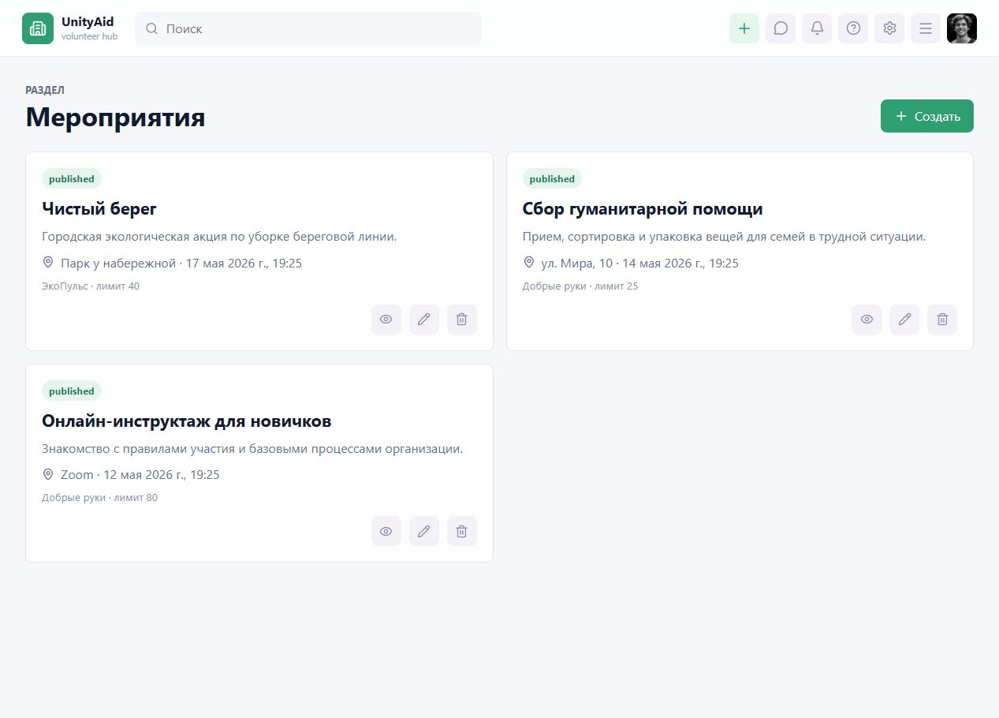 UnityAid
volunteer hub
Поиск
РАЗДЕЛ
Мероприятия
Создать
published
Чистый берег
Городская экологическая акция по уборке береговой линии.
Парк у набережной · 17 мая 2026 г., 19:25
ЭкоПульс · лимит 40
published
Сбор гуманитарной помощи
Прием, сортировка и упаковка вещей для семей в трудной ситуации.
ул. Мира, 10 · 14 мая 2026 г., 19:25
Добрые руки · лимит 25
published
Онлайн-инструктаж для новичков
Знакомство с правилами участия и базовыми процессами организации.
Zoom · 12 мая 2026 г., 19:25
Добрые руки · лимит 80